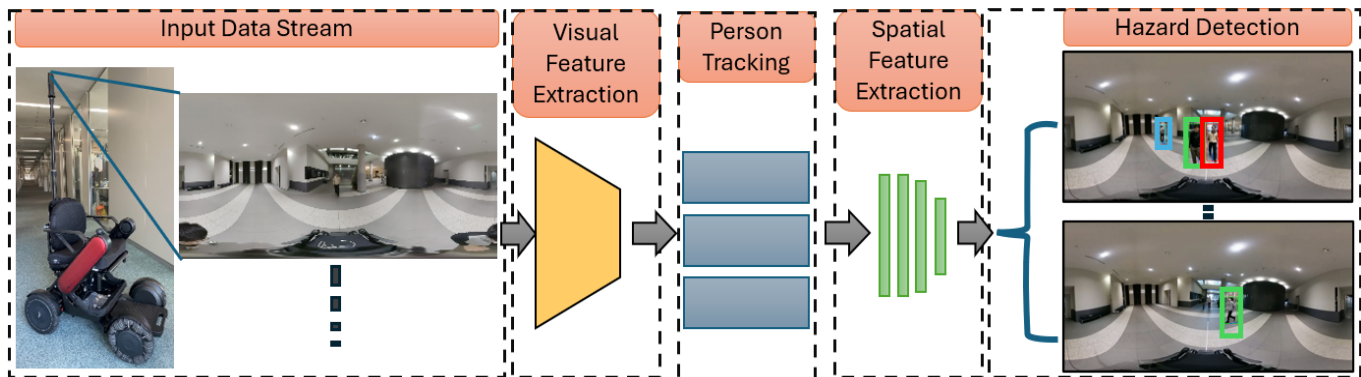 Input Data Stream
Visual
Feature
Extraction
Person
Tracking
Spatial
Feature
Extraction
Hazard Detection